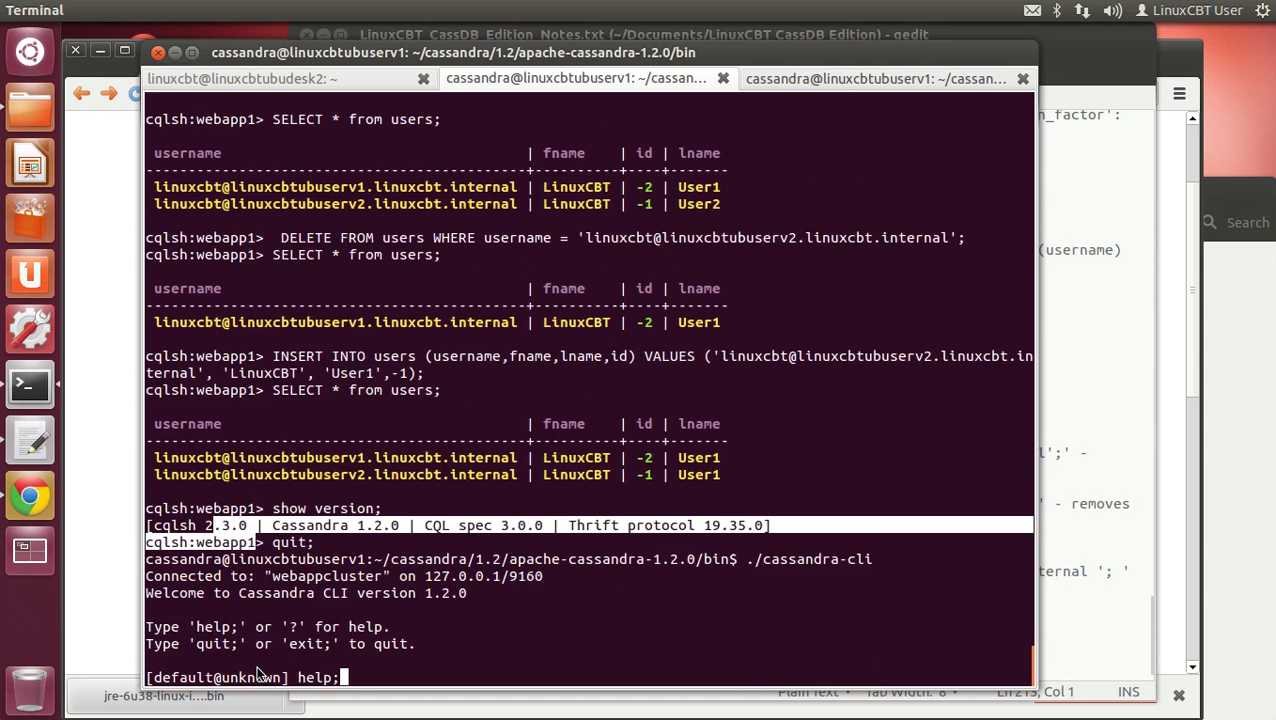 Terminal
LinuxCBT User
LinuxCBT_CassDB_Edition_Notes.txt (~/Documents/LinuxCBT CassDB Edition) - gedit
cassandra@linuxcbtubuserv1: ~/cassandra/1.2/apache-cassandra-1.2.0/bin
linuxcbt@linuxcbtubudesk2: ~
cassandra@linuxcbtubuserv1: ~/cassan...
cassandra@linuxcbtubuserv1: ~/cassan...
n_factor':
Search
(username)
l';' -
' - removes
ternal '; '
cqlsh:webapp1> SELECT * from users;
username | fname | id | lname
-----------------------------------------------+----------+----+-------
linuxcbt@linuxcbtubuserv1.linuxcbt.internal | LinuxCBT | -2 | User1
linuxcbt@linuxcbtubuserv2.linuxcbt.internal | LinuxCBT | -1 | User2
cqlsh:webapp1>  DELETE FROM users WHERE username = 'linuxcbt@linuxcbtubuserv2.linuxcbt.internal';
cqlsh:webapp1> SELECT * from users;
username | fname | id | lname
-----------------------------------------------+----------+----+-------
linuxcbt@linuxcbtubuserv1.linuxcbt.internal | LinuxCBT | -2 | User1
cqlsh:webapp1> INSERT INTO users (username,fname,lname,id) VALUES ('linuxcbt@linuxcbtubuserv2.linuxcbt.in
ternal', 'LinuxCBT', 'User1',-1);
cqlsh:webapp1> SELECT * from users;
username | fname | id | lname
-----------------------------------------------+----------+----+-------
linuxcbt@linuxcbtubuserv1.linuxcbt.internal | LinuxCBT | -2 | User1
linuxcbt@linuxcbtubuserv2.linuxcbt.internal | LinuxCBT | -1 | User1
cqlsh:webapp1> show version;
[cqlsh 2.3.0 | Cassandra 1.2.0 | CQL spec 3.0.0 | Thrift protocol 19.35.0]
cqlsh:webapp1> quit;
cassandra@linuxcbtubuserv1:~/cassandra/1.2/apache-cassandra-1.2.0/bin$ ./cassandra-cli
Connected to: "webappcluster" on 127.0.0.1/9160
Welcome to Cassandra CLI version 1.2.0
Type 'help;' or '?' for help.
Type 'quit;' or 'exit;' to quit.
[default@unknown] help;
jre-6u38-linux-i....bin
Plain Text Tab Width: 8 Ln 213, Col 1 INS